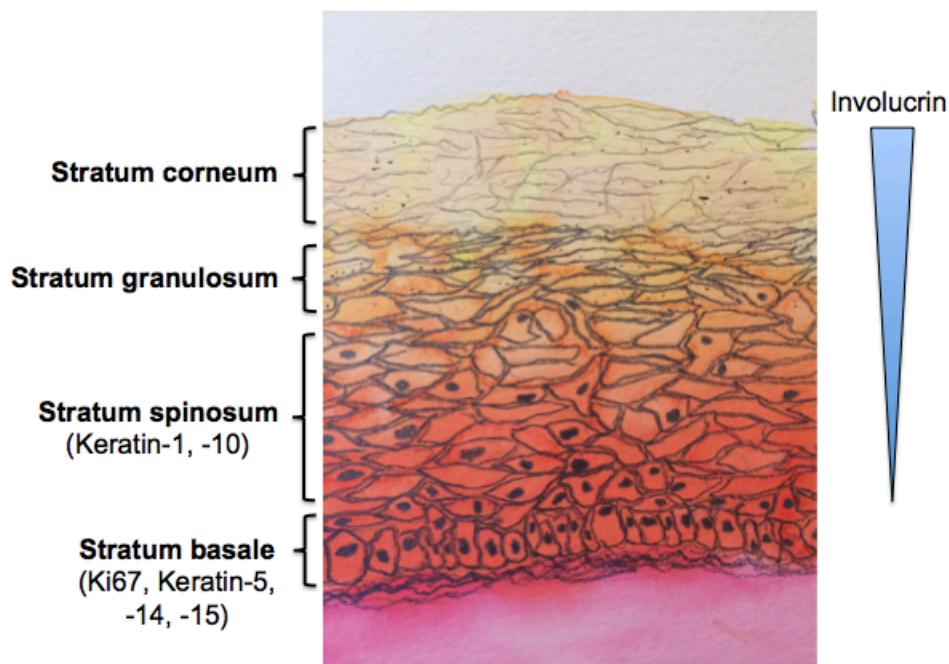 Involucrin
Stratum corneum
Stratum granulosum
Stratum spinosum
(Keratin-1, -10)
Stratum basale
(Ki67, Keratin-5,
-14, -15)